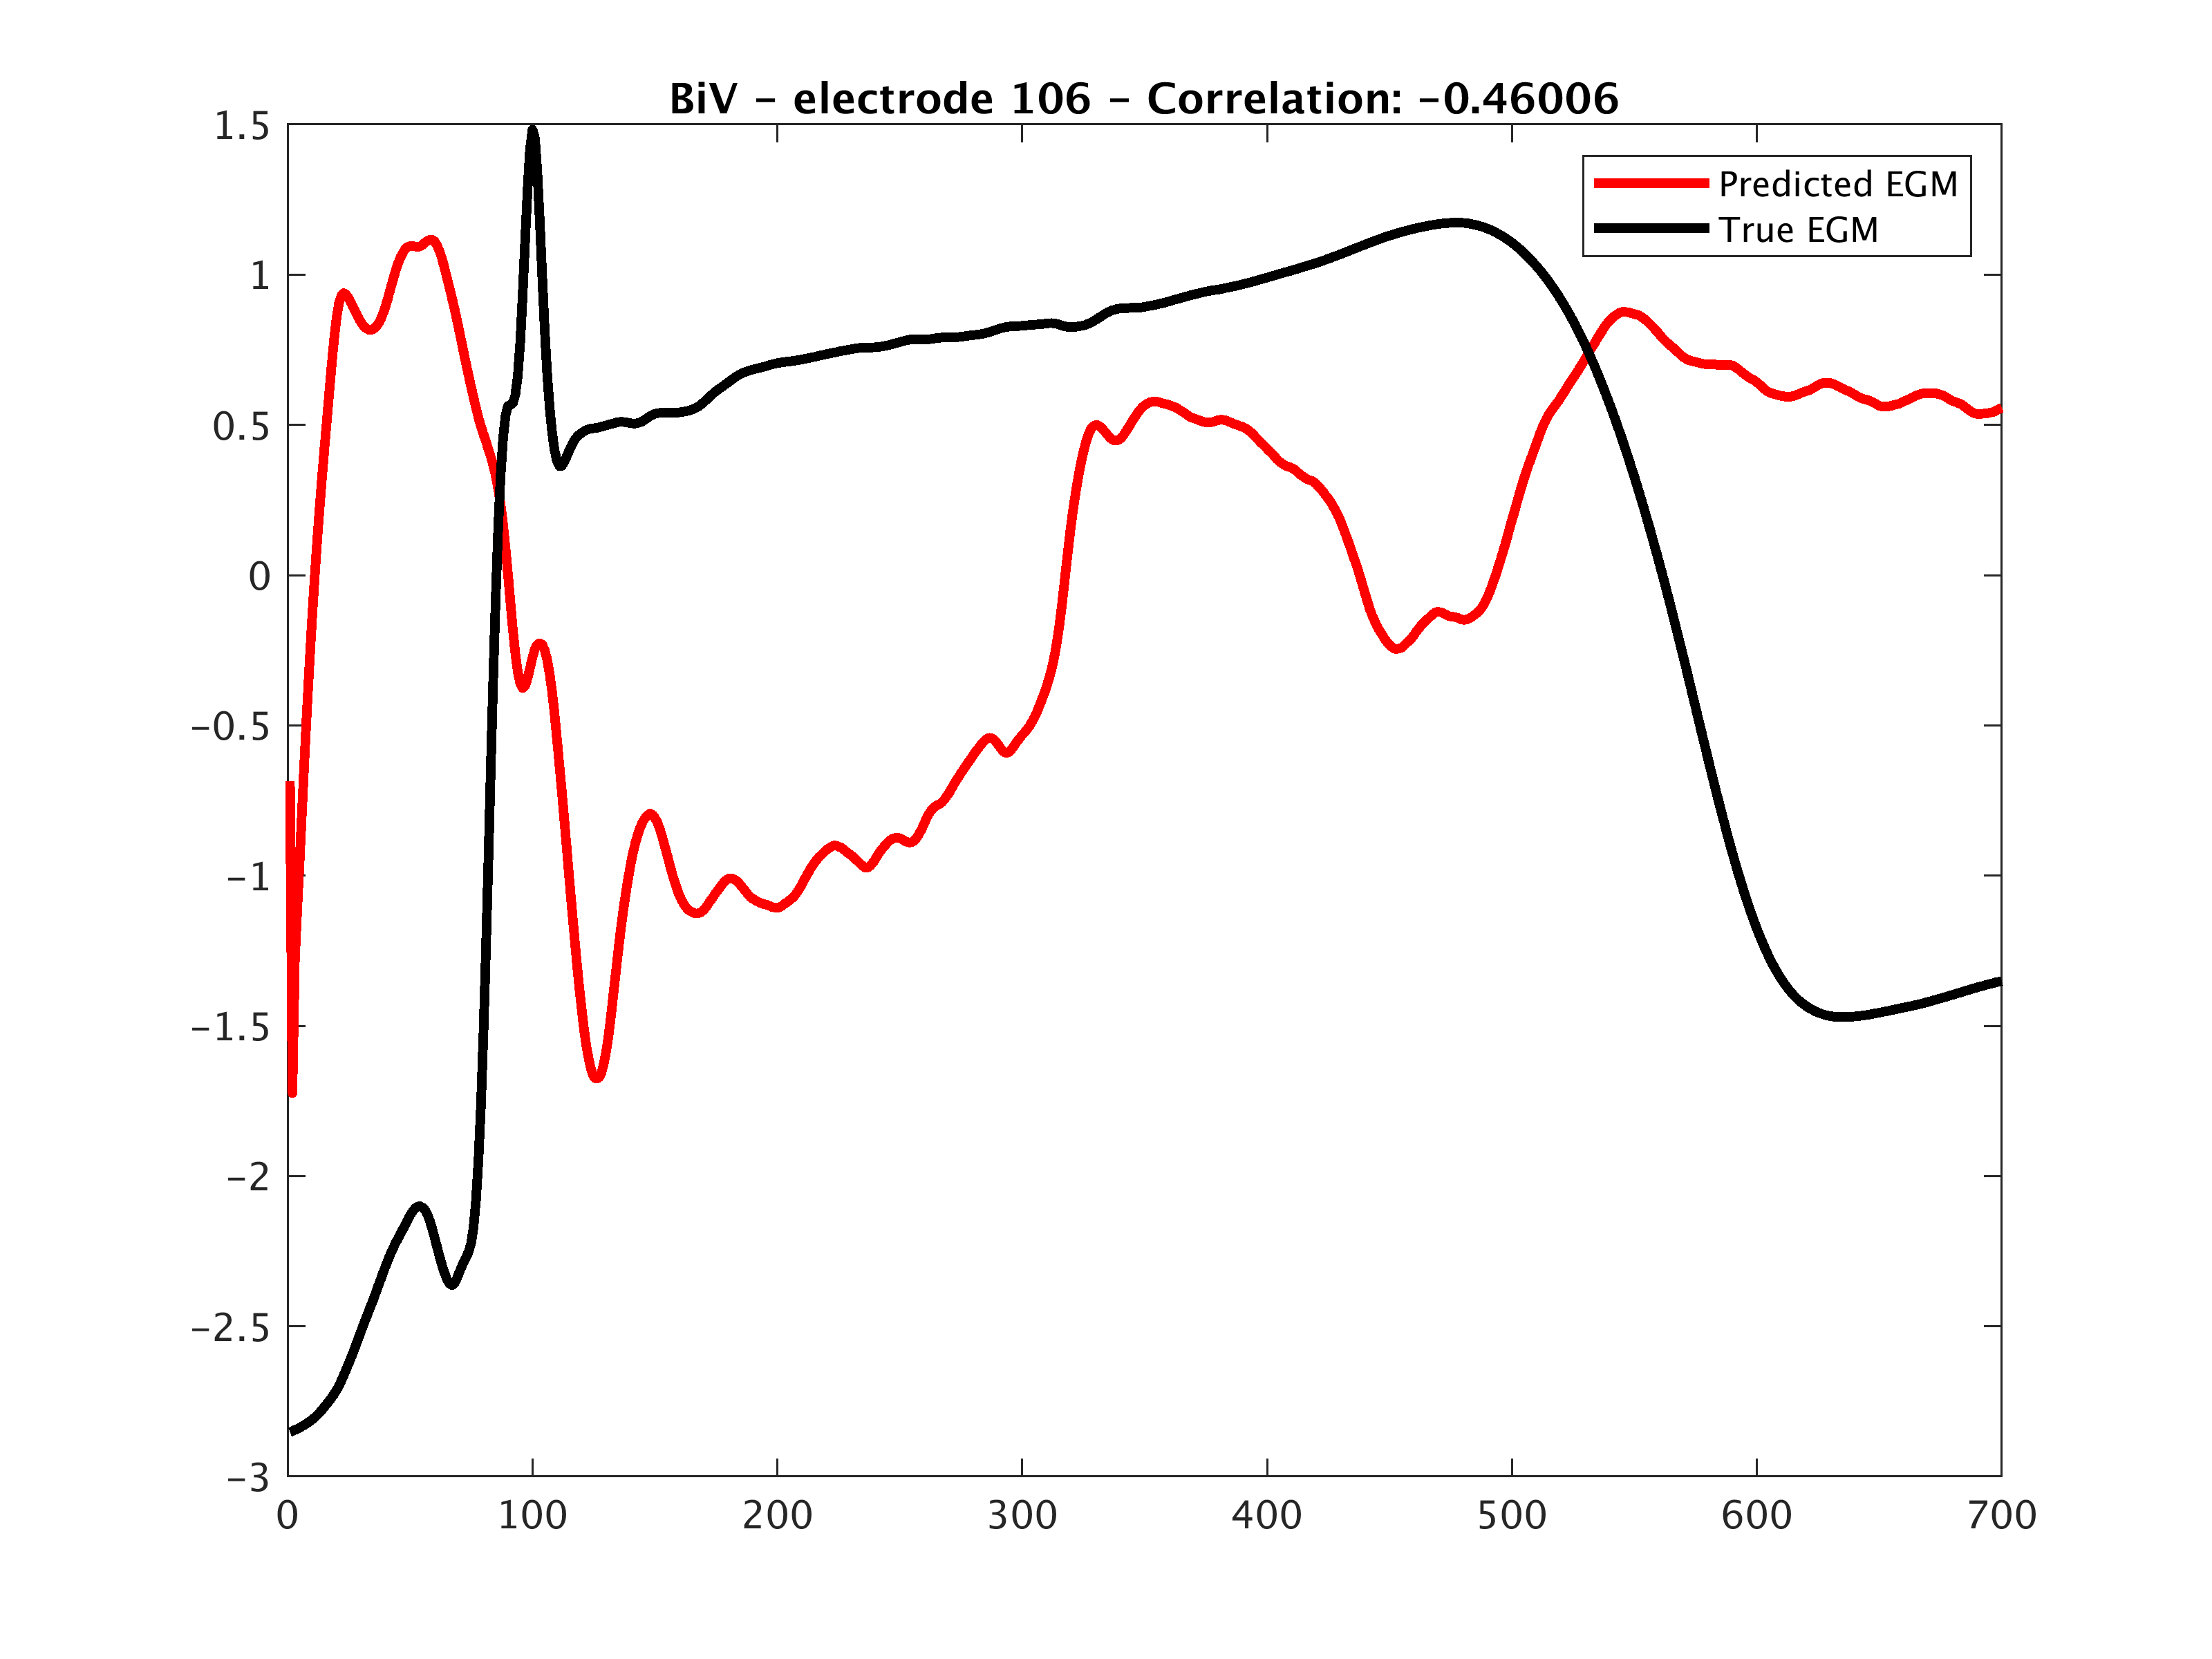 BiV – electrode 106 – Correlation: −0.46006
1.5
1
0.5
0
−0.5
−1
−1.5
−2
−2.5
−3
Predicted EGM
True EGM
0 100 200 300 400 500 600 700